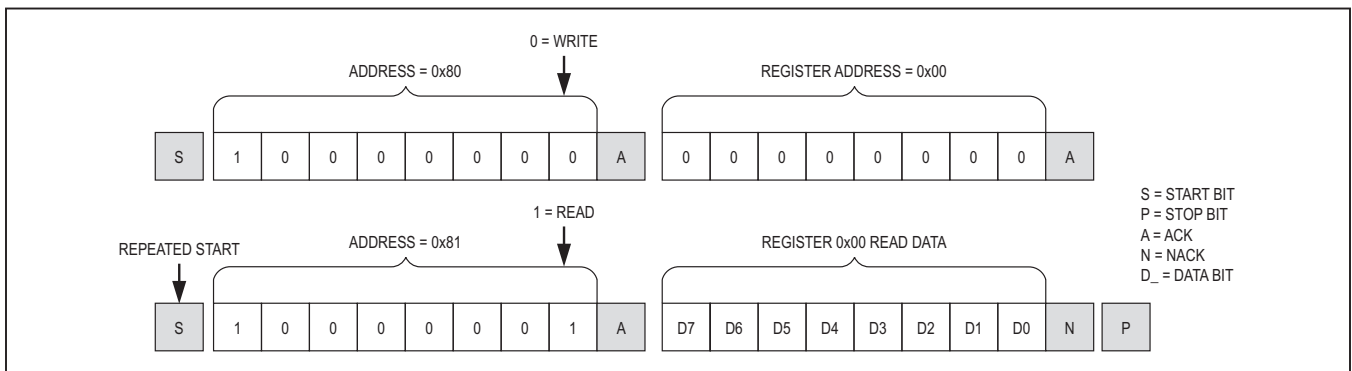 0 = WRITE
ADDRESS = 0x80 REGISTER ADDRESS = 0x00
S 1 0 0 0 0 0 0 0 A 0 0 0 0 0 0 0 0 A
S = START BIT
P = STOP BIT
A = ACK
N = NACK
D_ = DATA BIT
1 = READ
REPEATED START ADDRESS = 0x81 REGISTER 0x00 READ DATA
S 1 0 0 0 0 0 0 1 A D7 D6 D5 D4 D3 D2 D1 D0 N P